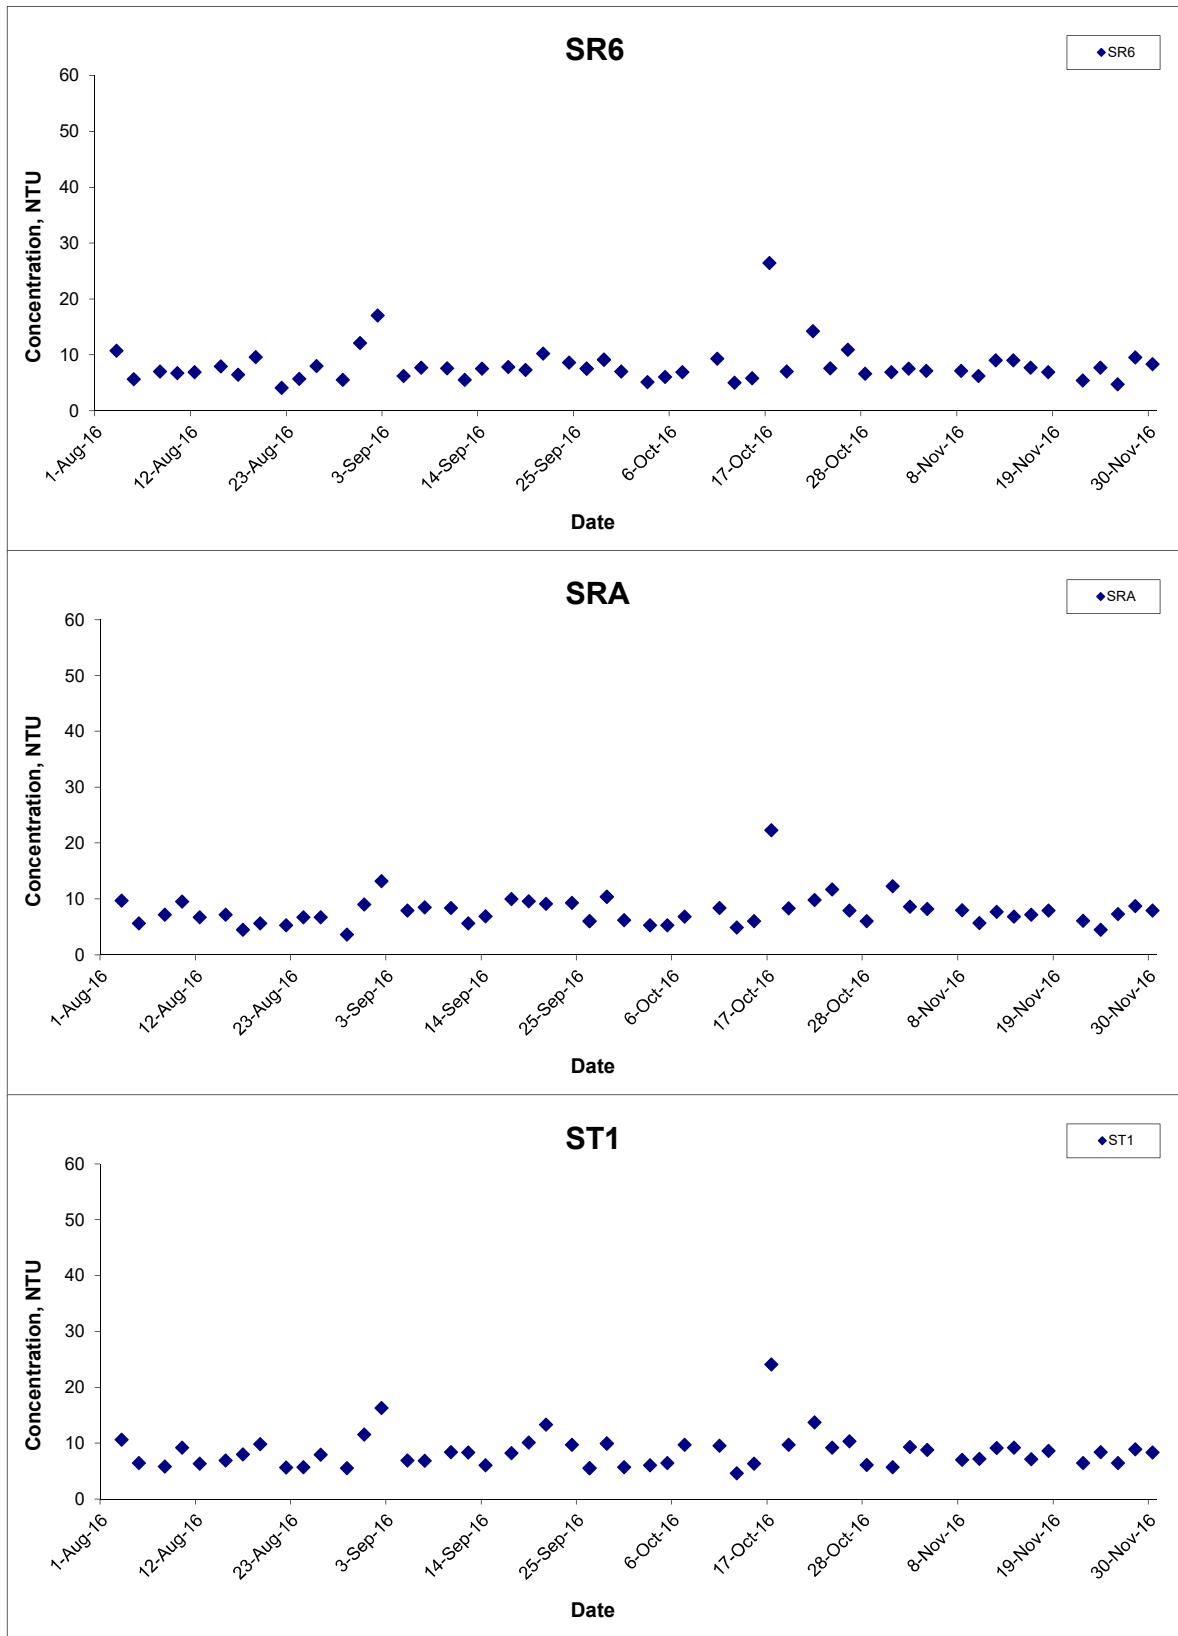 SR6
SR6
60
50
40
30
20
10
0
Concentration, NTU
1-Aug-16 12-Aug-16 23-Aug-16 3-Sep-16 14-Sep-16 25-Sep-16 6-Oct-16 17-Oct-16 28-Oct-16 8-Nov-16 19-Nov-16 30-Nov-16
Date
SRA
SRA
60
50
40
30
20
10
0
Concentration, NTU
1-Aug-16 12-Aug-16 23-Aug-16 3-Sep-16 14-Sep-16 25-Sep-16 6-Oct-16 17-Oct-16 28-Oct-16 8-Nov-16 19-Nov-16 30-Nov-16
Date
ST1
ST1
60
50
40
30
20
10
0
Concentration, NTU
1-Aug-16 12-Aug-16 23-Aug-16 3-Sep-16 14-Sep-16 25-Sep-16 6-Oct-16 17-Oct-16 28-Oct-16 8-Nov-16 19-Nov-16 30-Nov-16
Date